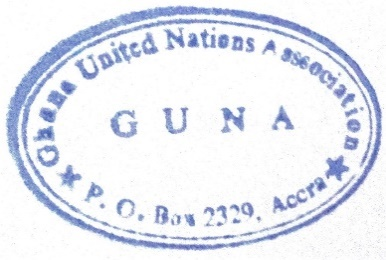 Ghana United Nations Association
G U N A
P. O. Box 2329, Accra